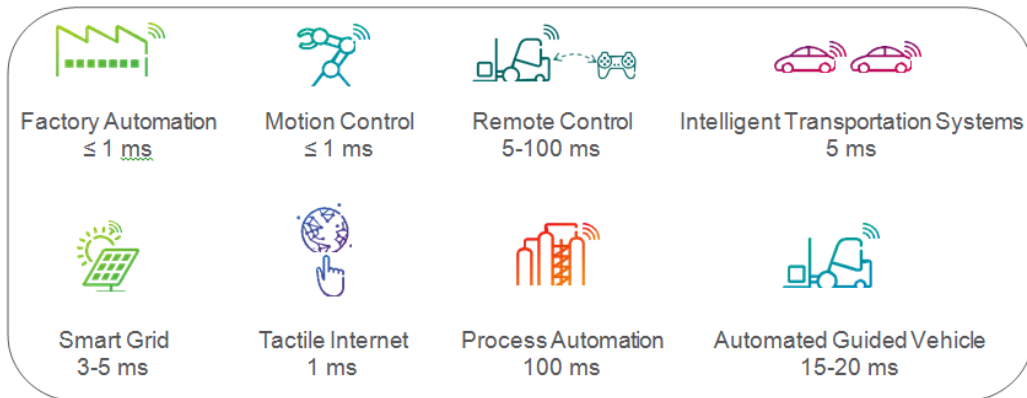 Factory Automation
≤ 1 ms
Motion Control
≤ 1 ms
Remote Control
5-100 ms
Intelligent Transportation Systems
5 ms
Smart Grid
3-5 ms
Tactile Internet
1 ms
Process Automation
100 ms
Automated Guided Vehicle
15-20 ms